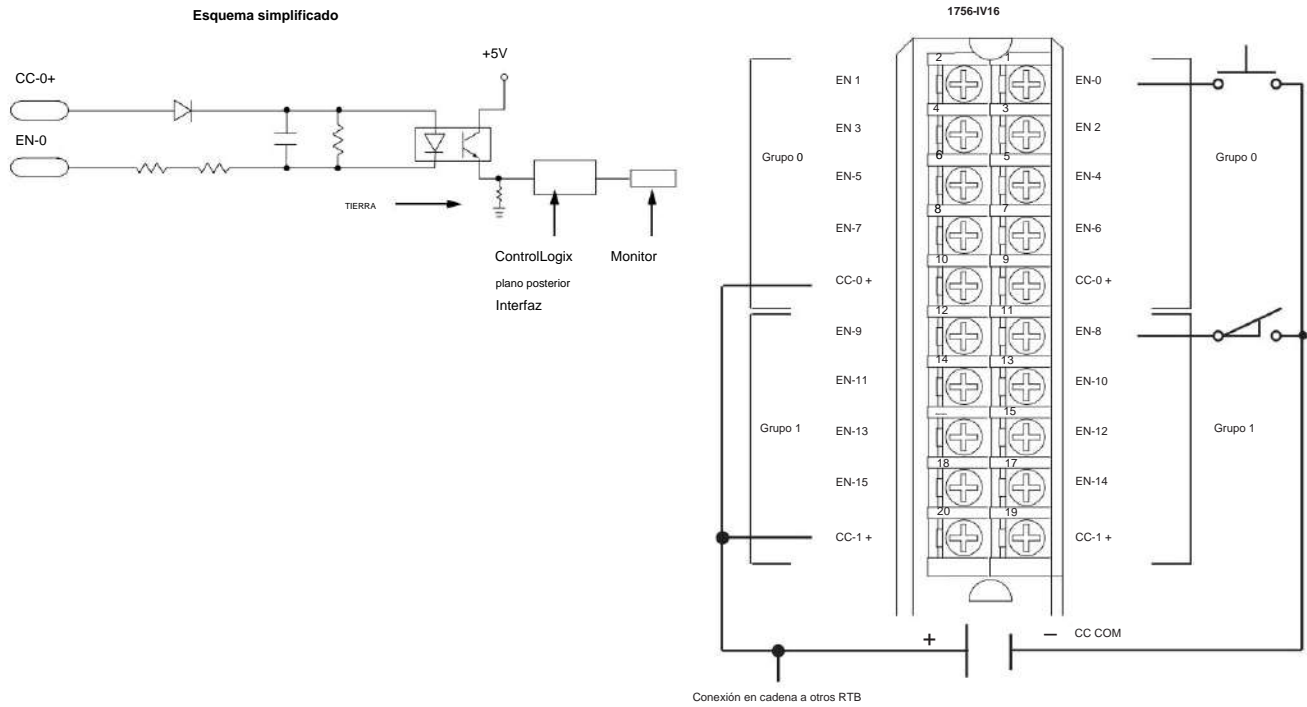 Esquema simplificado
+5V
CC-0+
EN-0
TIERRA
ControlLogix
plano posterior
Interfaz
Monitor
1756-IV16
2 1
EN 1
EN-0
4 3
EN 3
EN 2
Grupo 0
6 5
Grupo 0
EN-5
EN-4
8 7
EN-7
EN-6
10 9
CC-0 +
CC-0 +
12 11
EN-9
EN-8
14 13
EN-11
EN-10
— 15
Grupo 1
EN-13
EN-12
Grupo 1
18 17
EN-15
EN-14
20 19
CC-1 +
CC-1 +
+
— CC COM
Conexión en cadena a otros RTB